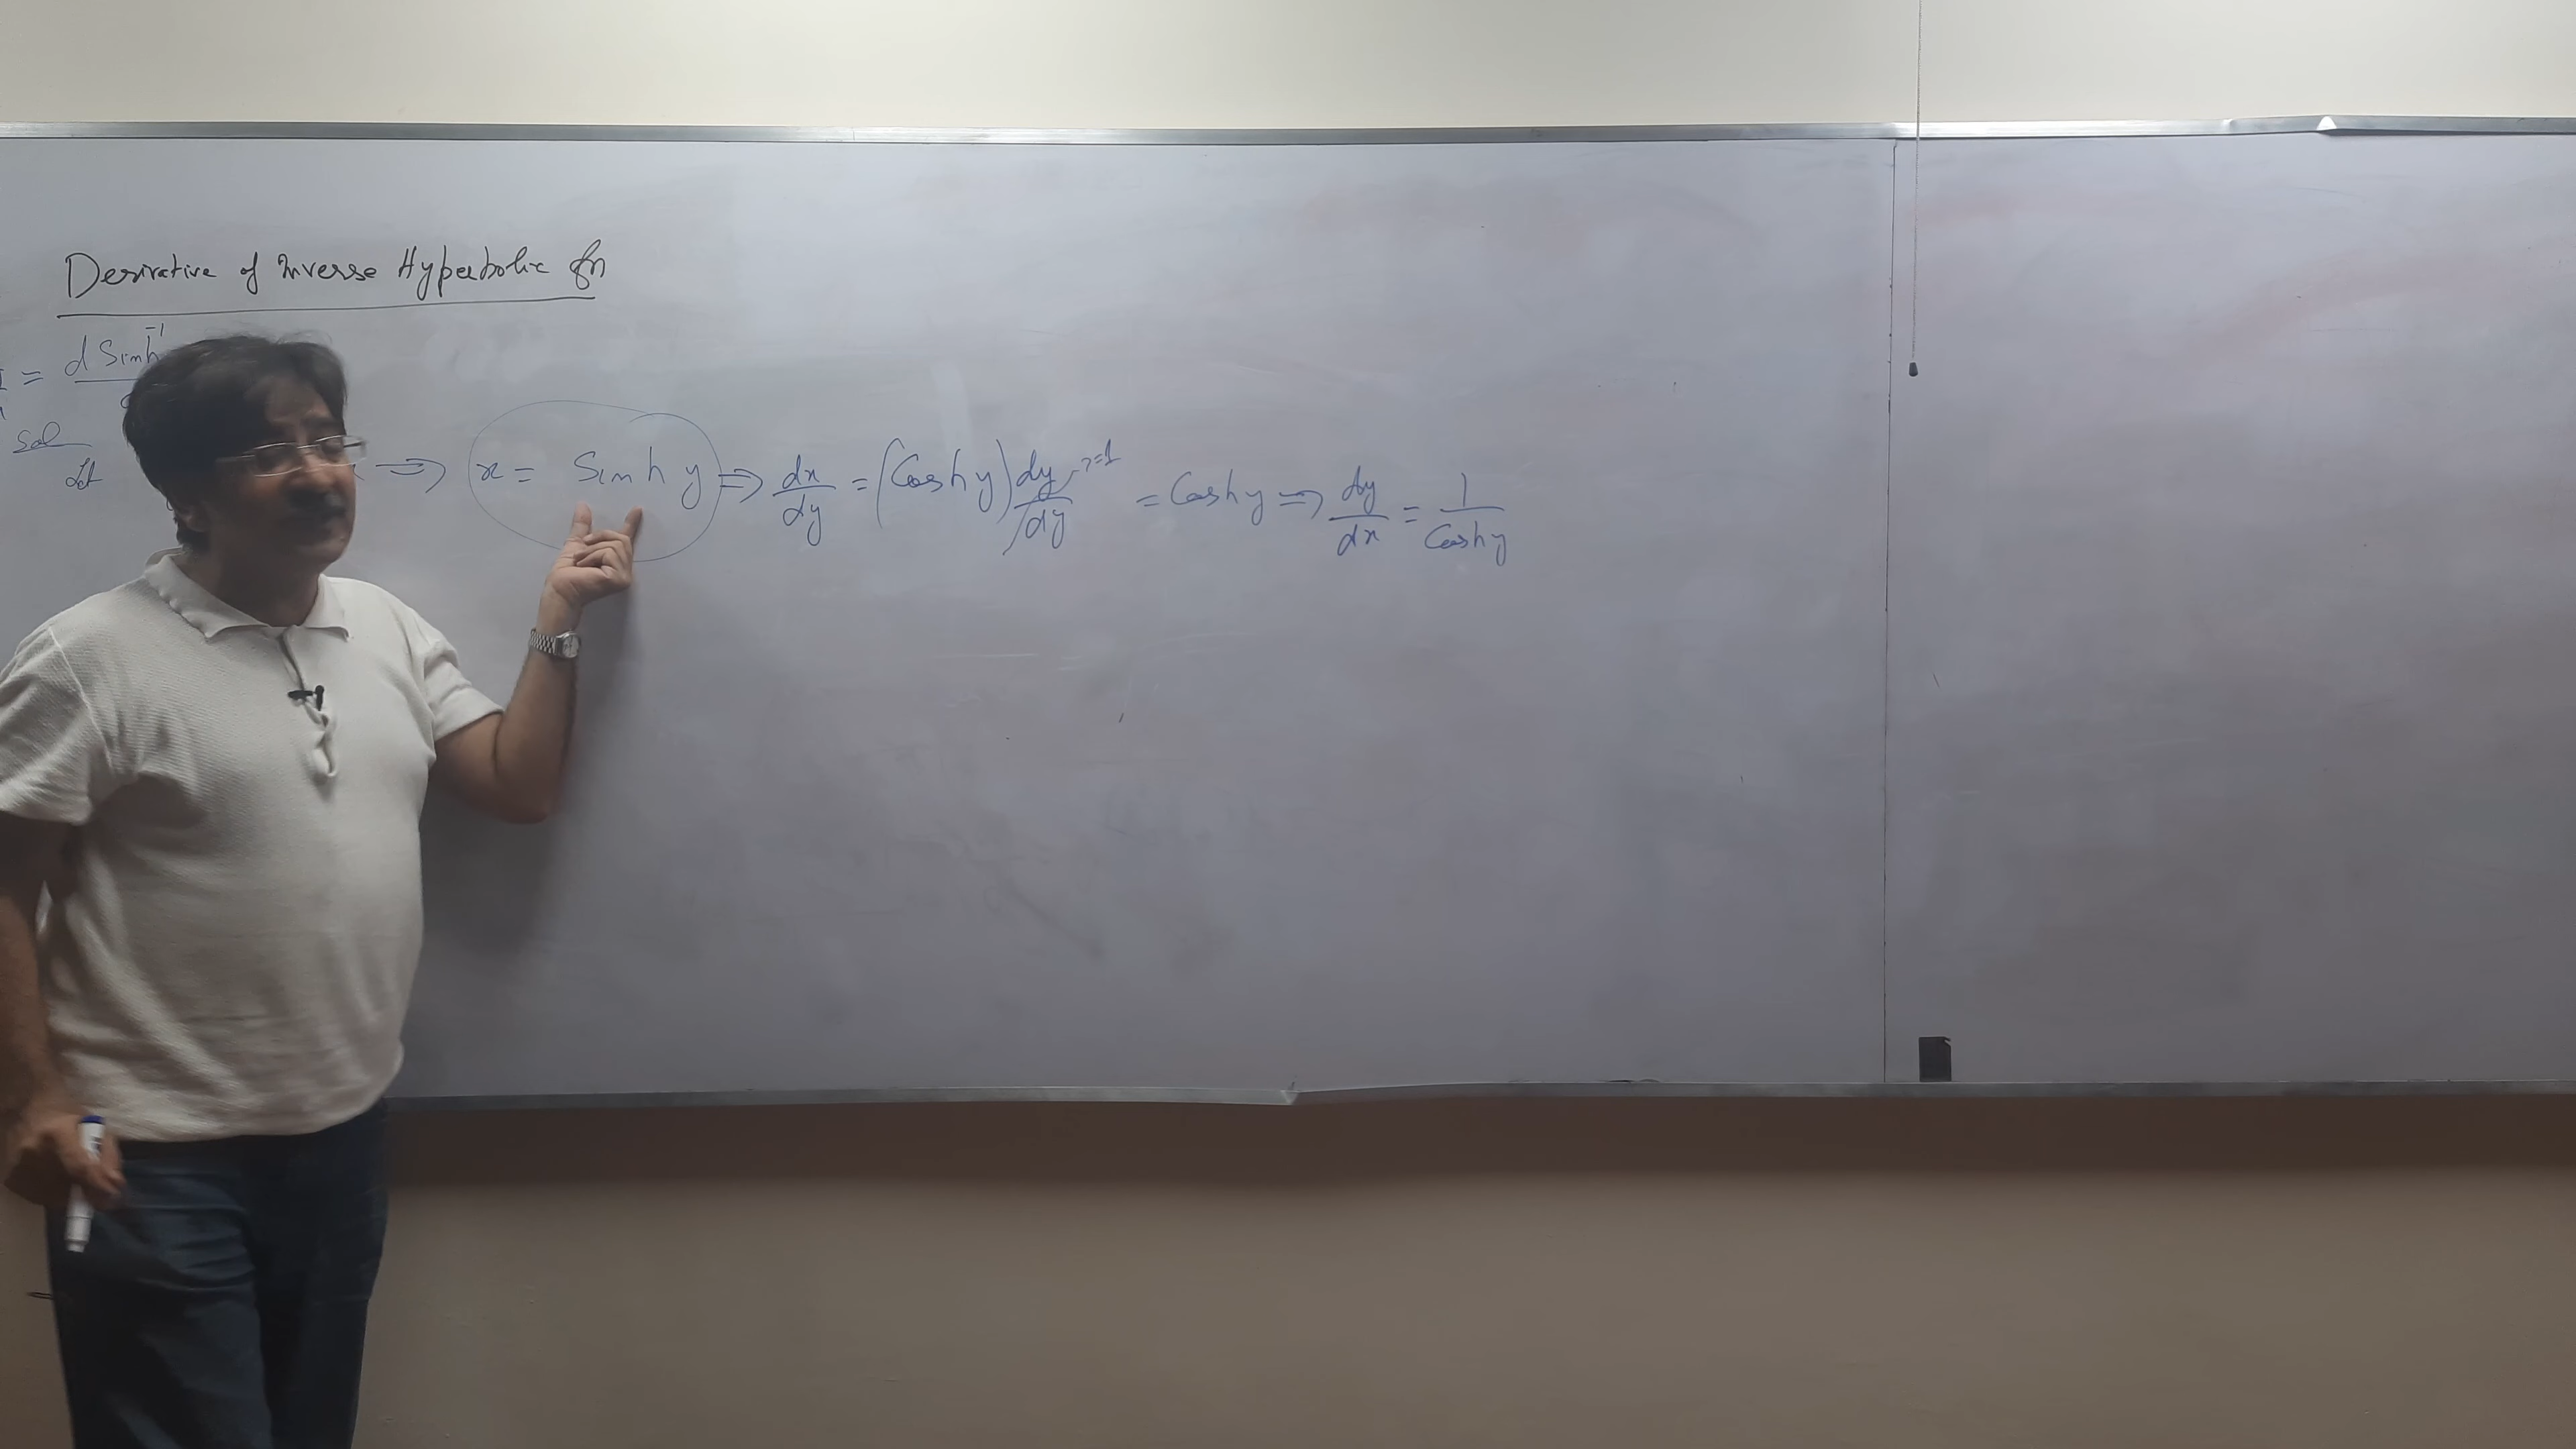 Derivative of Inverse Hyperbolic fn
= d Sinh⁻¹
Sol
Let ⇒ x = Sinh y ⇒ dx/dy = (Cosh y) dy/dy →=1 = Cosh y ⇒ dy/dx = 1/Cosh y